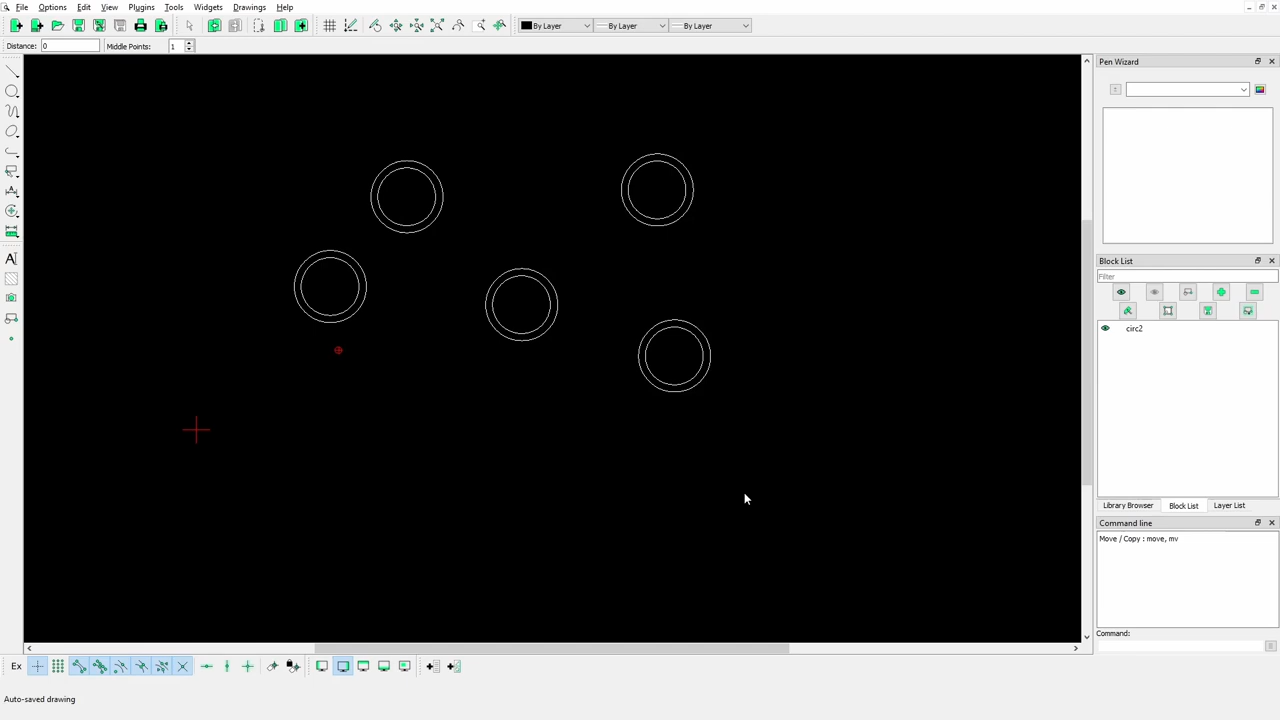 File Options Edit View Plugins Tools Widgets Drawings Help
By Layer By Layer By Layer
Distance: 0 Middle Points: 1
Pen Wizard
Block List
Filter
circ2
Library Browser Block List Layer List
Command line
Move / Copy : move, mv
Command:
Ex
Auto-saved drawing